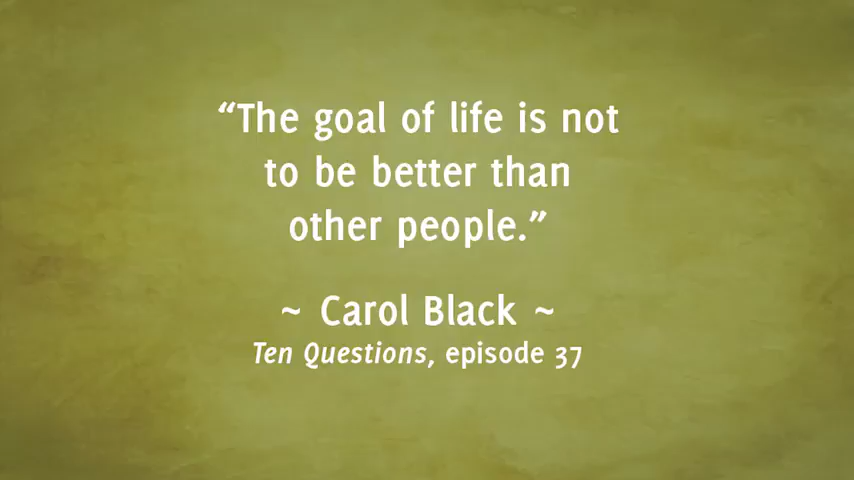 “The goal of life is not
to be better than
other people.”
~ Carol Black ~
Ten Questions, episode 37